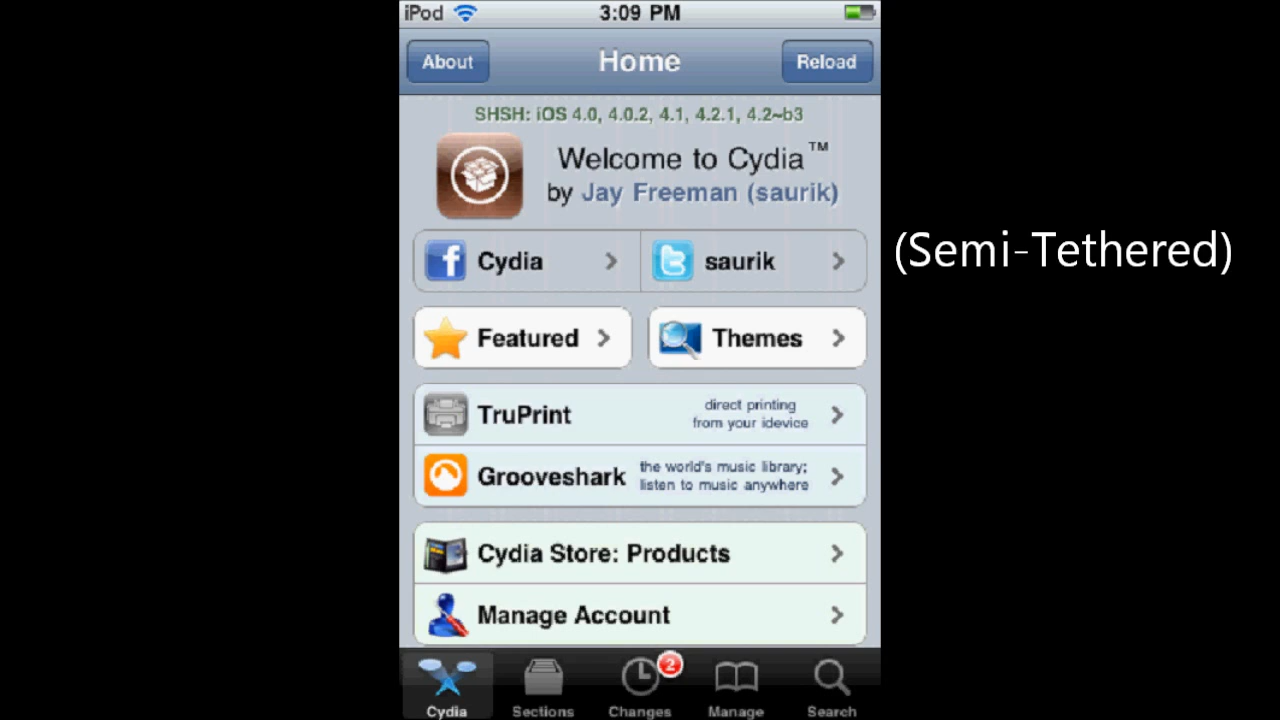 iPod 3:09 PM
About Home Reload
SHSH: iOS 4.0, 4.0.2, 4.1, 4.2.1, 4.2~b3
Welcome to Cydia™
by Jay Freeman (saurik)
(Semi-Tethered)
Cydia saurik
Featured Themes
TruPrint direct printing
from your idevice
Grooveshark the world's music library;
listen to music anywhere
Cydia Store: Products
Manage Account
2
Cydia Sections Changes Manage Search